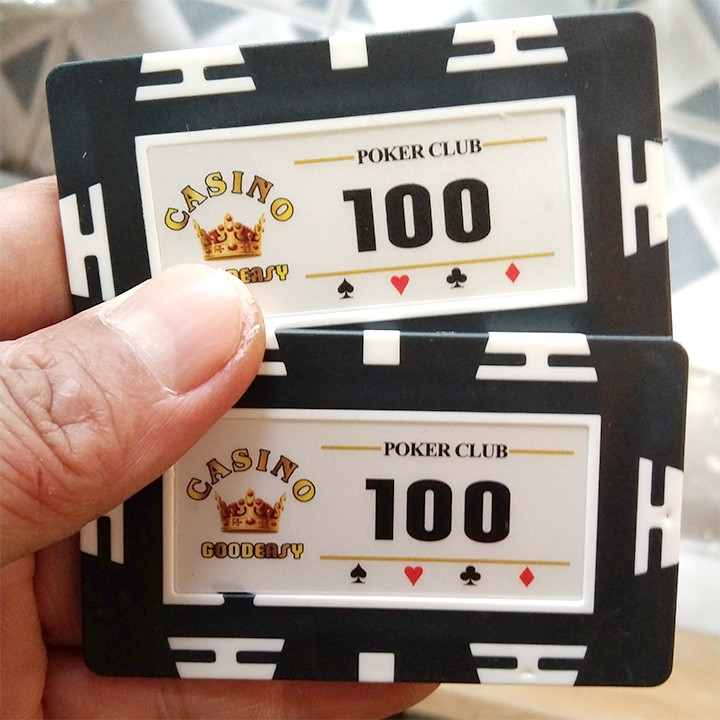 CASINO
POKER CLUB
100
CASINO
GOODEASY
POKER CLUB
100